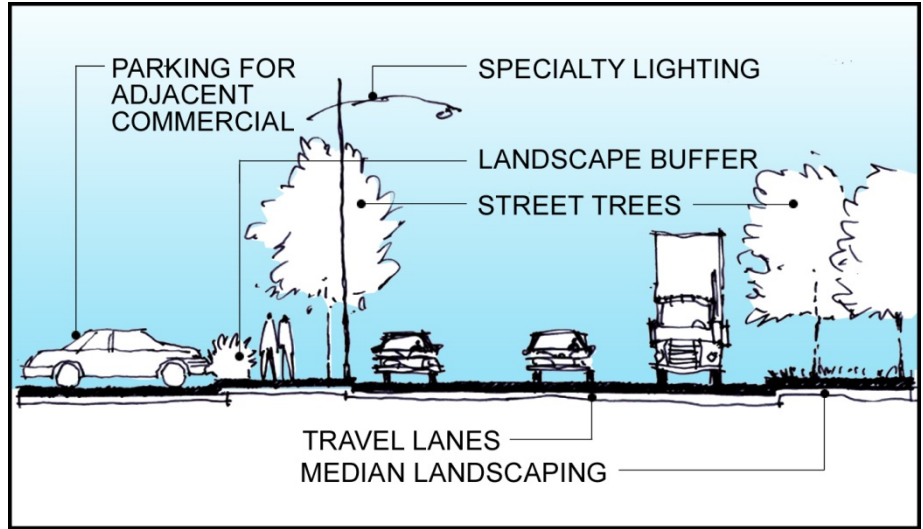 PARKING FOR
ADJACENT
COMMERCIAL
SPECIALTY LIGHTING
LANDSCAPE BUFFER
STREET TREES
TRAVEL LANES
MEDIAN LANDSCAPING